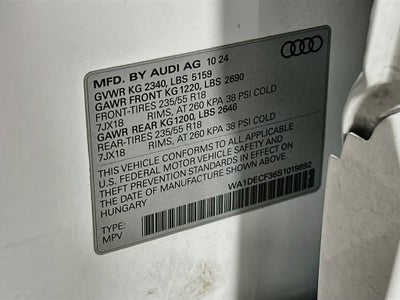 MFD. BY AUDI AG 10 24
GVWR KG 2340, LBS 5159
GAWR FRONT KG 1220, LBS 2690
FRONT-TIRES 235/55 R18
7JX18 RIMS, AT 260 KPA 38 PSI COLD
GAWR REAR KG 1200, LBS 2646
REAR-TIRES 235/55 R18
7JX18 RIMS, AT 260 KPA 38 PSI COLD
THIS VEHICLE CONFORMS TO ALL APPLICABLE
U.S. FEDERAL MOTOR VEHICLE SAFETY AND
THEFT PREVENTION STANDARDS IN EFFECT ON
THE DATE OF MANUFACTURE SHOWN ABOVE
HUNGARY
WA1DECF36S1019892
TYPE:
MPV